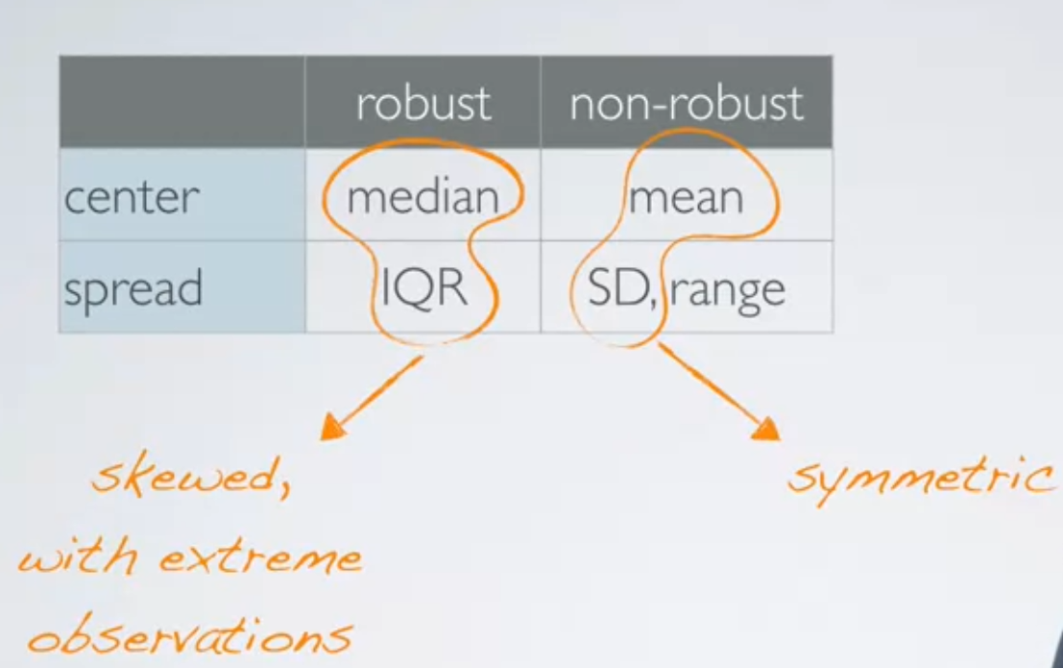 robust non-robust
center median mean
spread IQR SD, range
skewed, symmetric
with extreme
observations